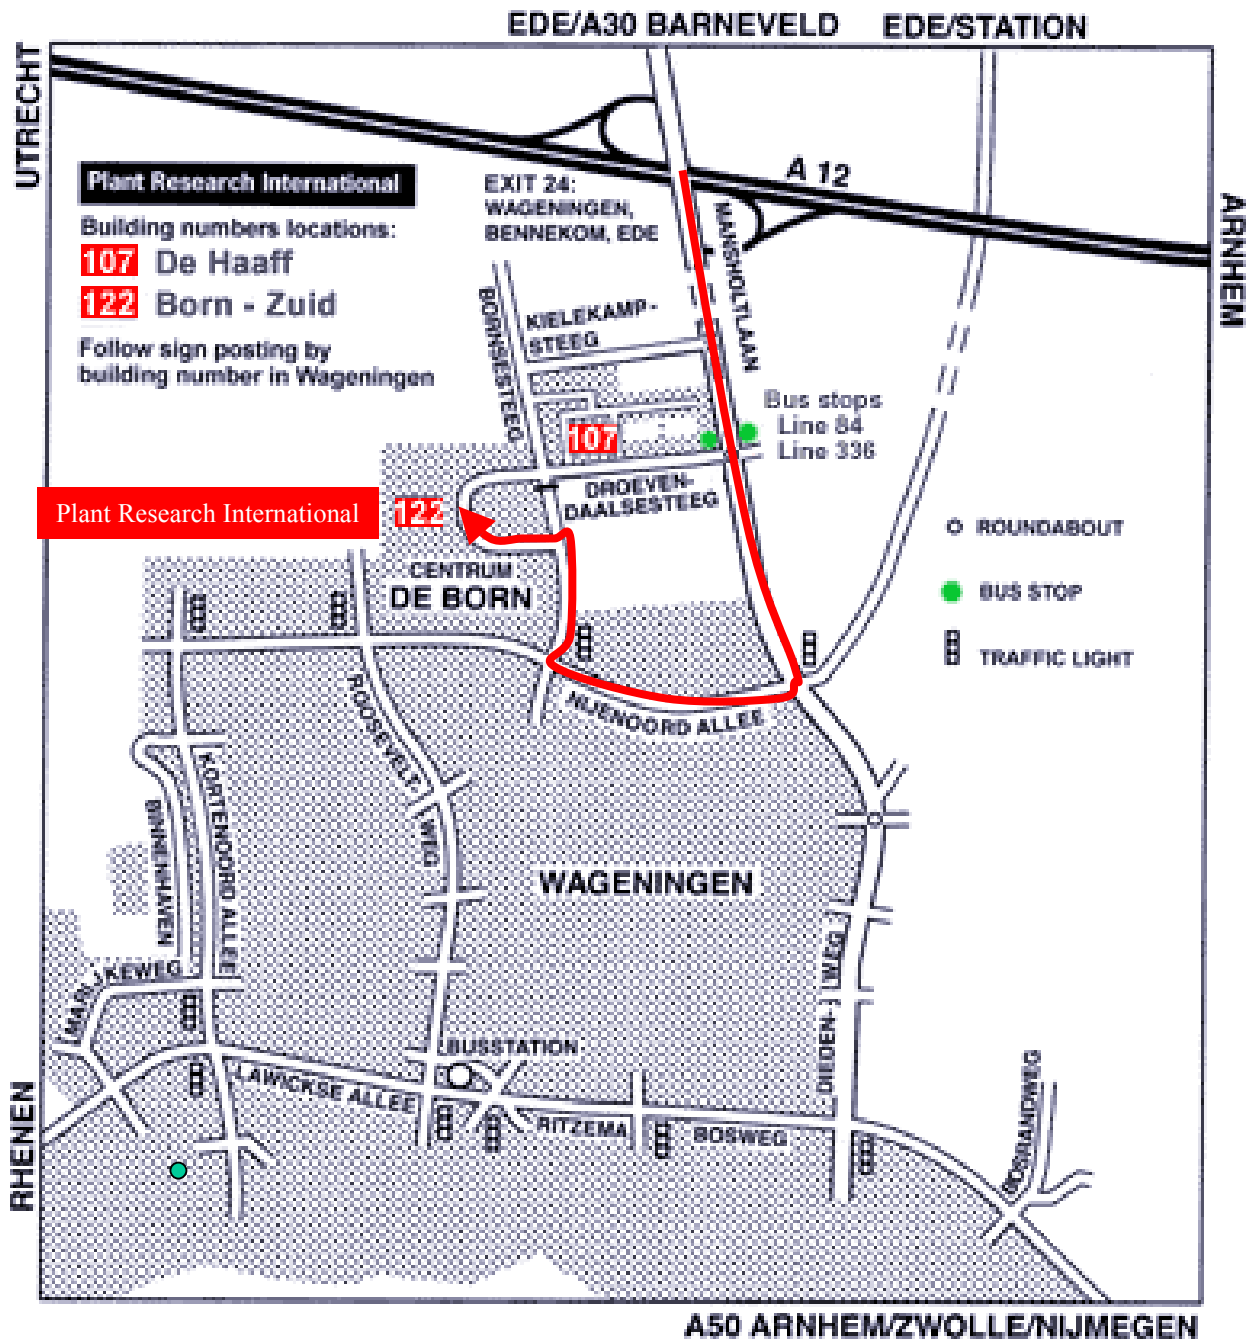 EDE/A30 BARNEVELD
EDE/STATION
UTRECHT
A 12
ARNHEM
Plant Research International
Building numbers locations:
107 De Haaff
122 Born - Zuid
Follow sign posting by
building number in Wageningen
EXIT 24:
WAGENINGEN,
BENNEKOM, EDE
MANSHOLTLAAN
BORNSESTEEG
KIELEKAMP-
STEEG
Bus stops
Line 84
Line 336
107
DROEVEN-
DAALSESTEEG
Plant Research International
122
CENTRUM
DE BORN
ROUNDABOUT
BUS STOP
TRAFFIC LIGHT
NIJENOORD ALLEE
ROOSEVELT-
WEG
KORTENOORD ALLEE
BINNENHAVEN
WAGENINGEN
MARIJKEWEG
DIEDEN-
WEG
BUSSTATION
LAWICKSE ALLEE
RITZEMA
BOSWEG
RHENEN
A50 ARNHEM/ZWOLLE/NIJMEGEN